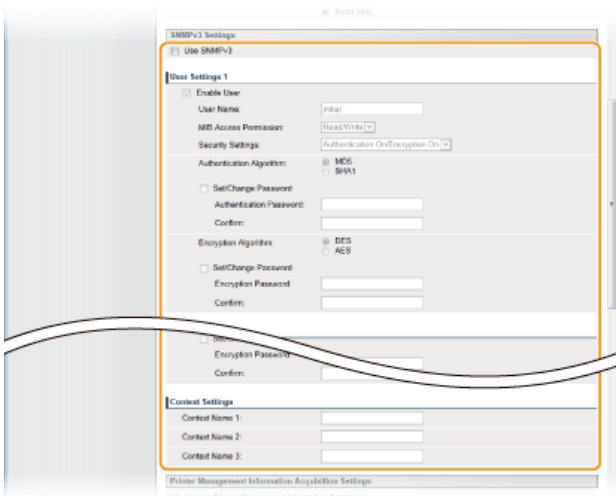 Read Only
SNMPv3 Settings
Use SNMPv3
User Settings 1
Enable User
User Name: initial
MIB Access Permission: Read/Write
Security Settings: Authentication On/Encryption On
Authentication Algorithm: MD5
SHA1
Set/Change Password
Authentication Password:
Confirm:
Encryption Algorithm: DES
AES
Set/Change Password
Encryption Password:
Confirm:
Encryption Password:
Confirm:
Context Settings
Context Name 1:
Context Name 2:
Context Name 3:
Printer Management Information Acquisition Settings